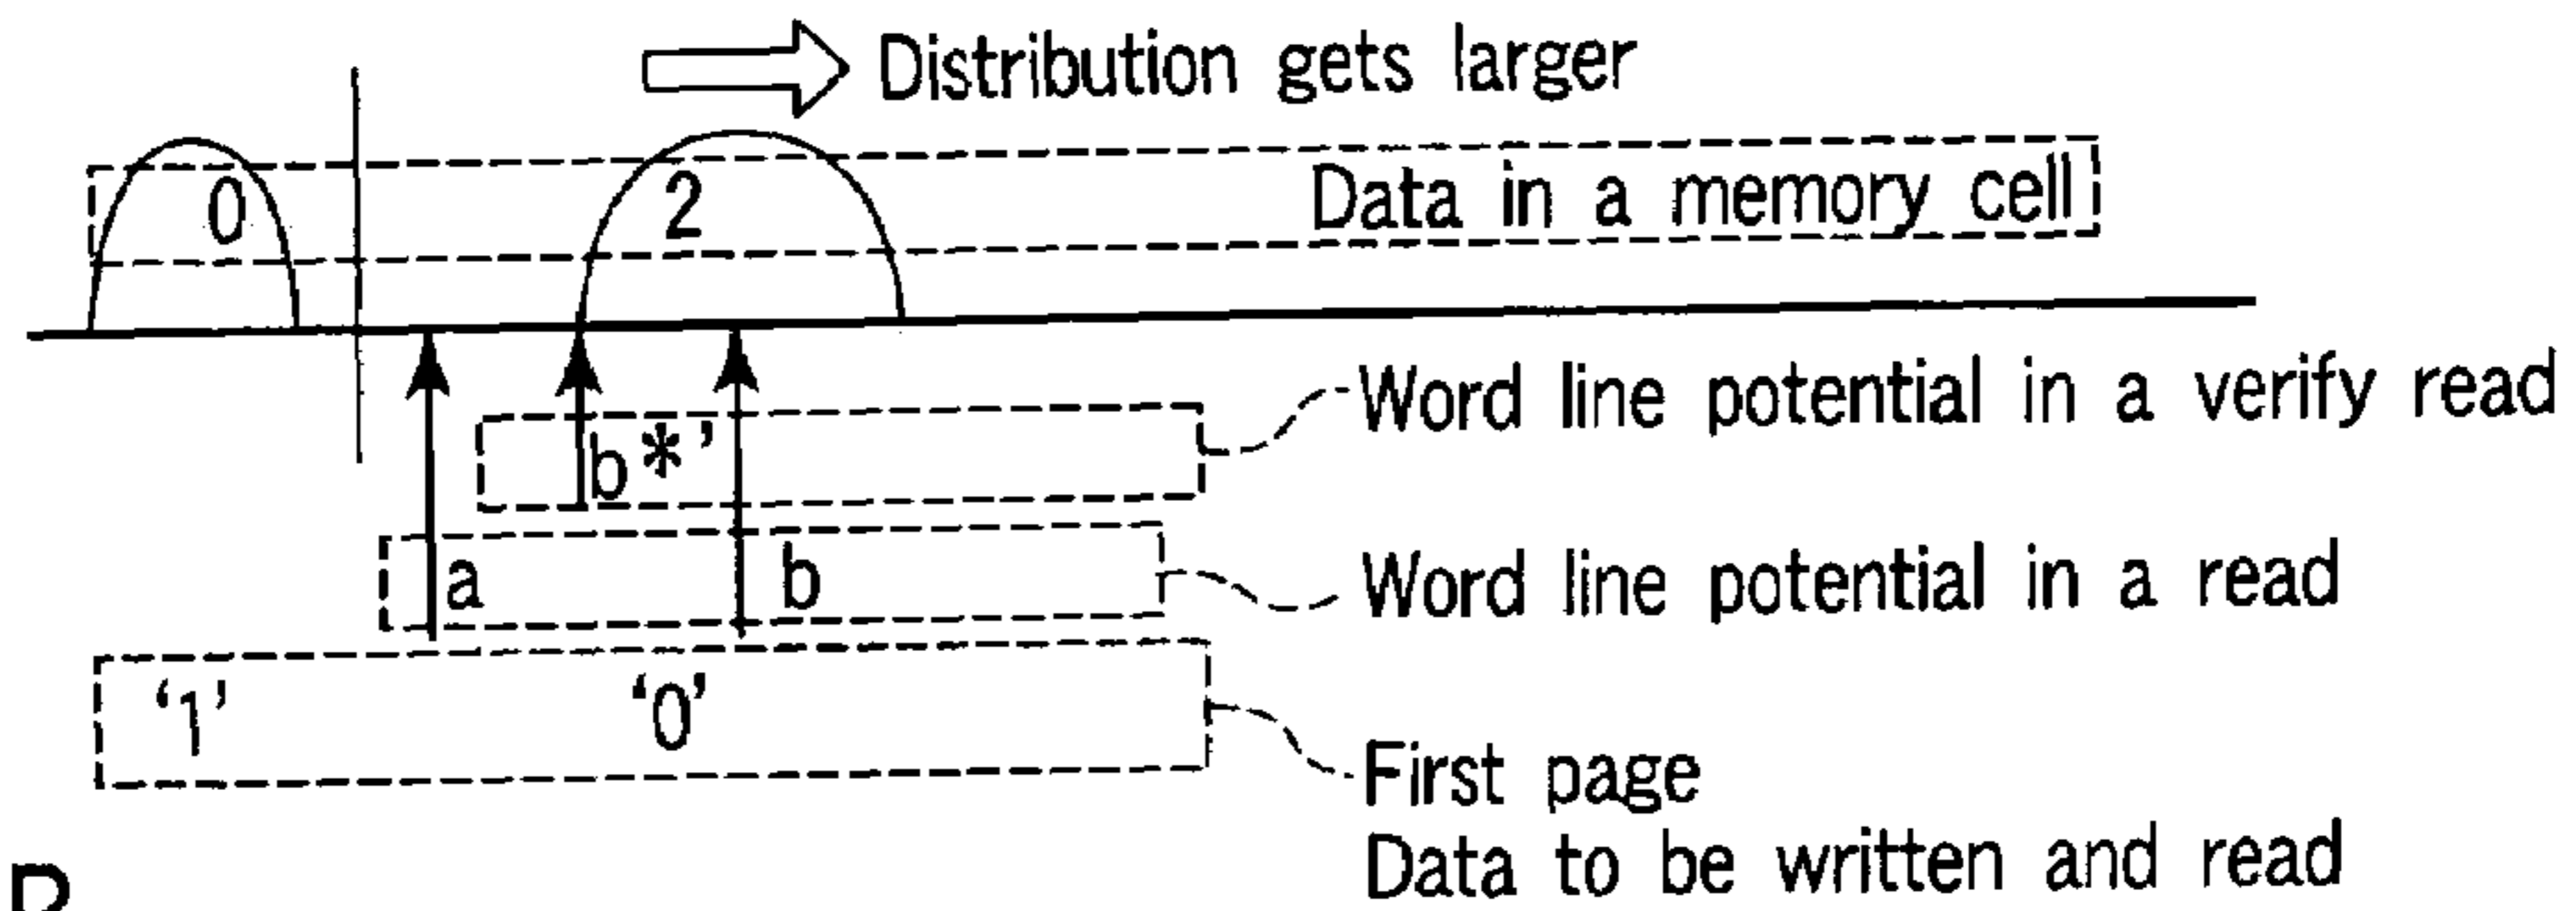 Distribution gets larger
0 2 Data in a memory cell
b*' Word line potential in a verify read
a b Word line potential in a read
‘1’ ‘0’
First page
Data to be written and read